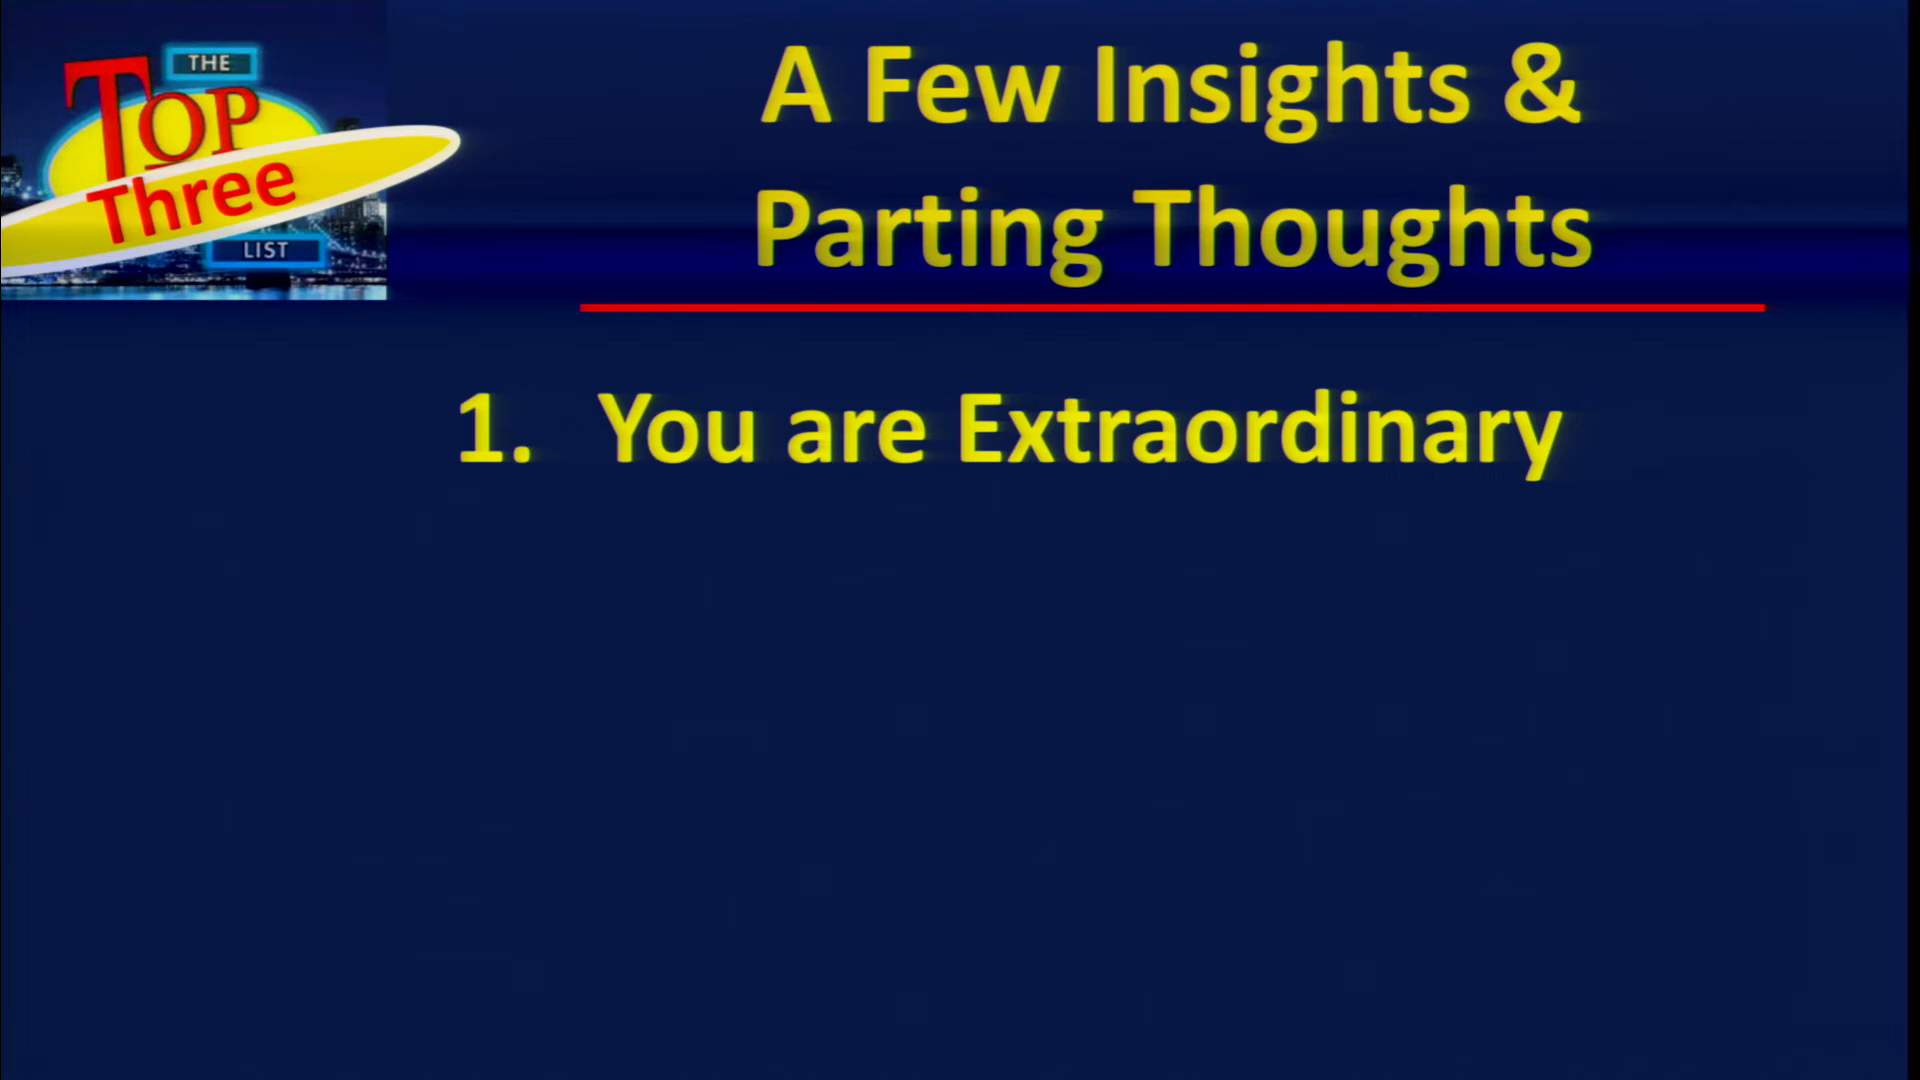 THE
TOP
Three
LIST
A Few Insights &
Parting Thoughts
1. You are Extraordinary